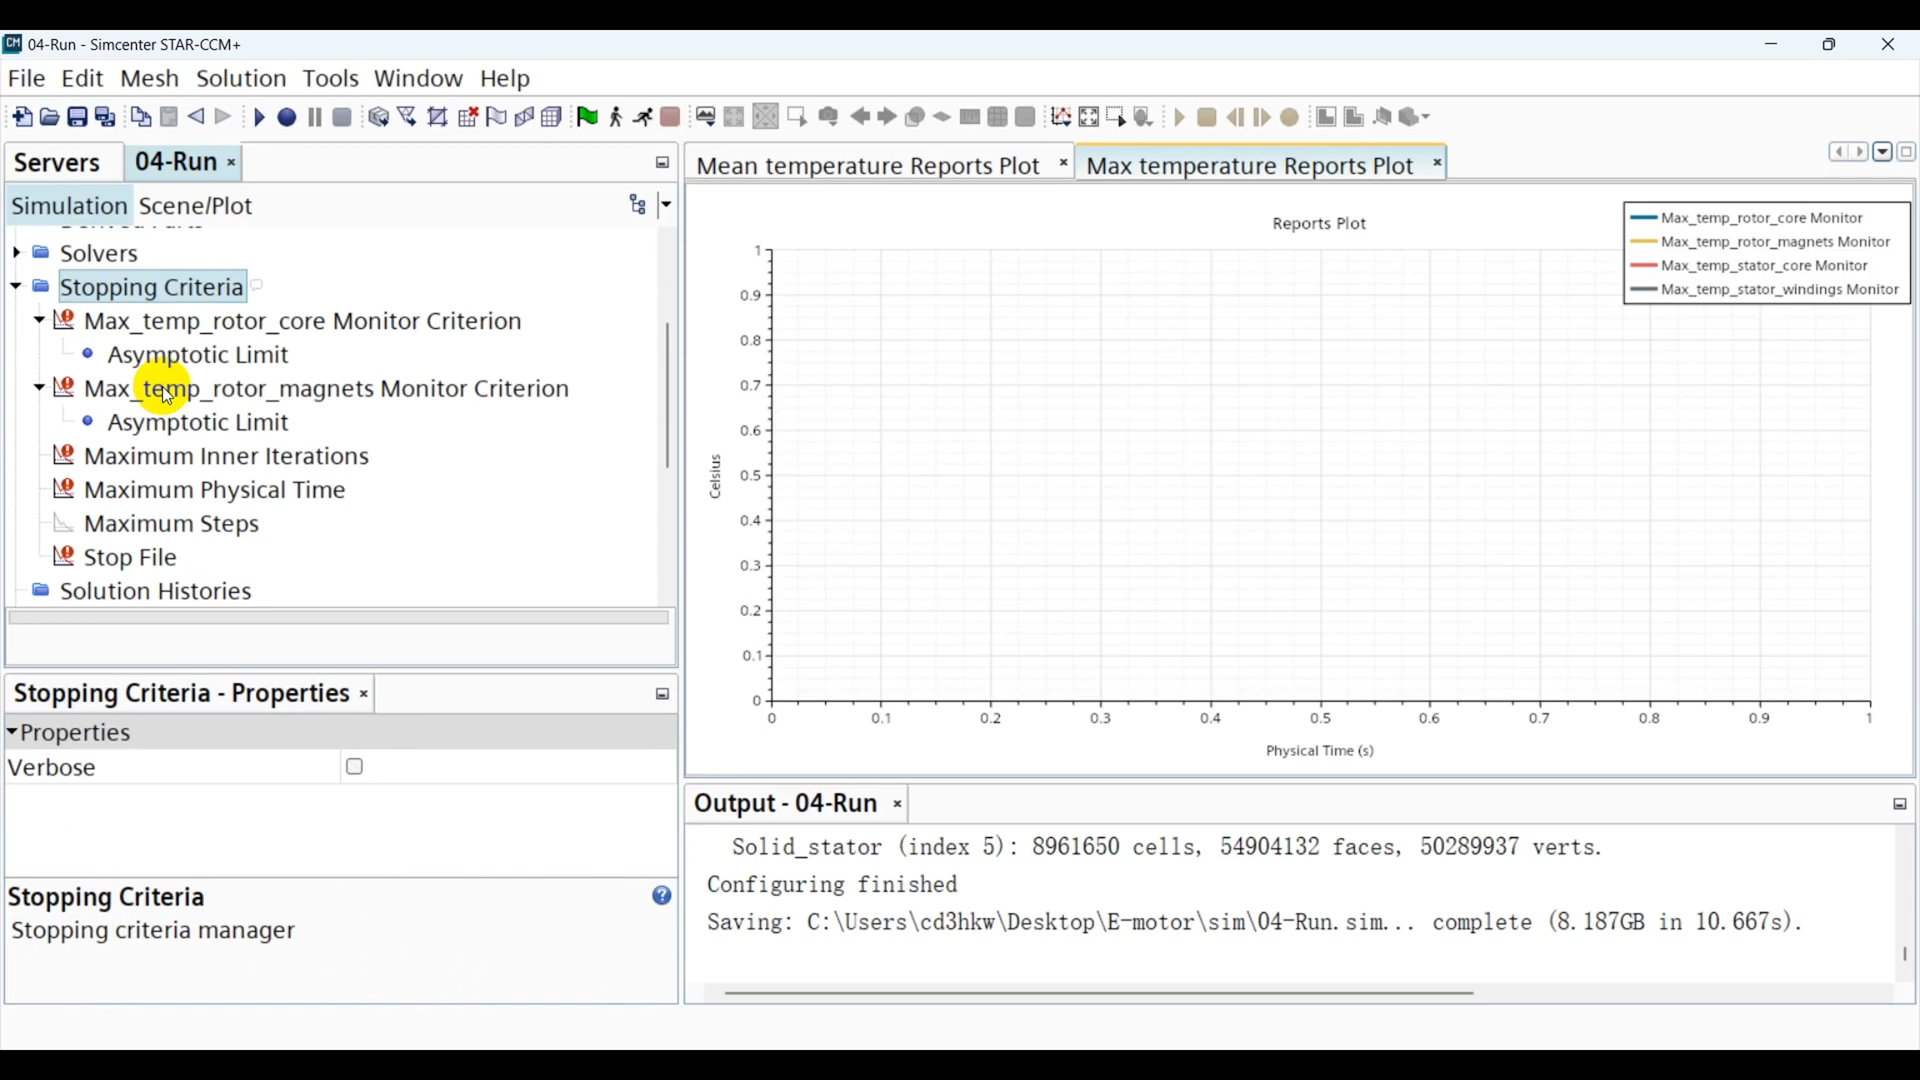 CM 04-Run - Simcenter STAR-CCM+
File Edit Mesh Solution Tools Window Help
Servers 04-Run ×
Simulation Scene/Plot
Solvers
Stopping Criteria
Max_temp_rotor_core Monitor Criterion
Asymptotic Limit
Max_temp_rotor_magnets Monitor Criterion
Asymptotic Limit
Maximum Inner Iterations
Maximum Physical Time
Maximum Steps
Stop File
Solution Histories
Stopping Criteria - Properties ×
Properties
Verbose
Stopping Criteria
Stopping criteria manager
Mean temperature Reports Plot × Max temperature Reports Plot ×
Reports Plot
Max_temp_rotor_core Monitor
Max_temp_rotor_magnets Monitor
Max_temp_stator_core Monitor
Max_temp_stator_windings Monitor
1
0.9
0.8
0.7
0.6
0.5
0.4
0.3
0.2
0.1
0
Celsius
0 0.1 0.2 0.3 0.4 0.5 0.6 0.7 0.8 0.9 1
Physical Time (s)
Output - 04-Run ×
Solid_stator (index 5): 8961650 cells, 54904132 faces, 50289937 verts.
Configuring finished
Saving: C:\Users\cd3hkw\Desktop\E-motor\sim\04-Run.sim... complete (8.187GB in 10.667s).